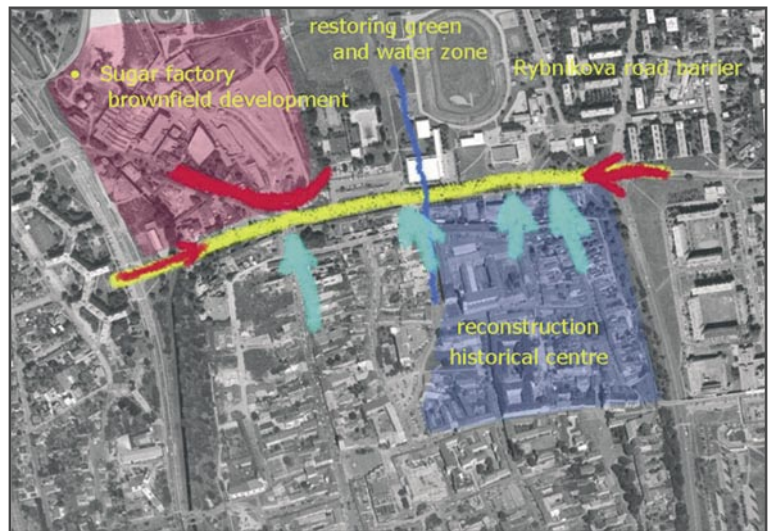 restoring green
and water zone
• Sugar factory
brownfield development
Rybnikova road barrier
reconstruction
historical centre